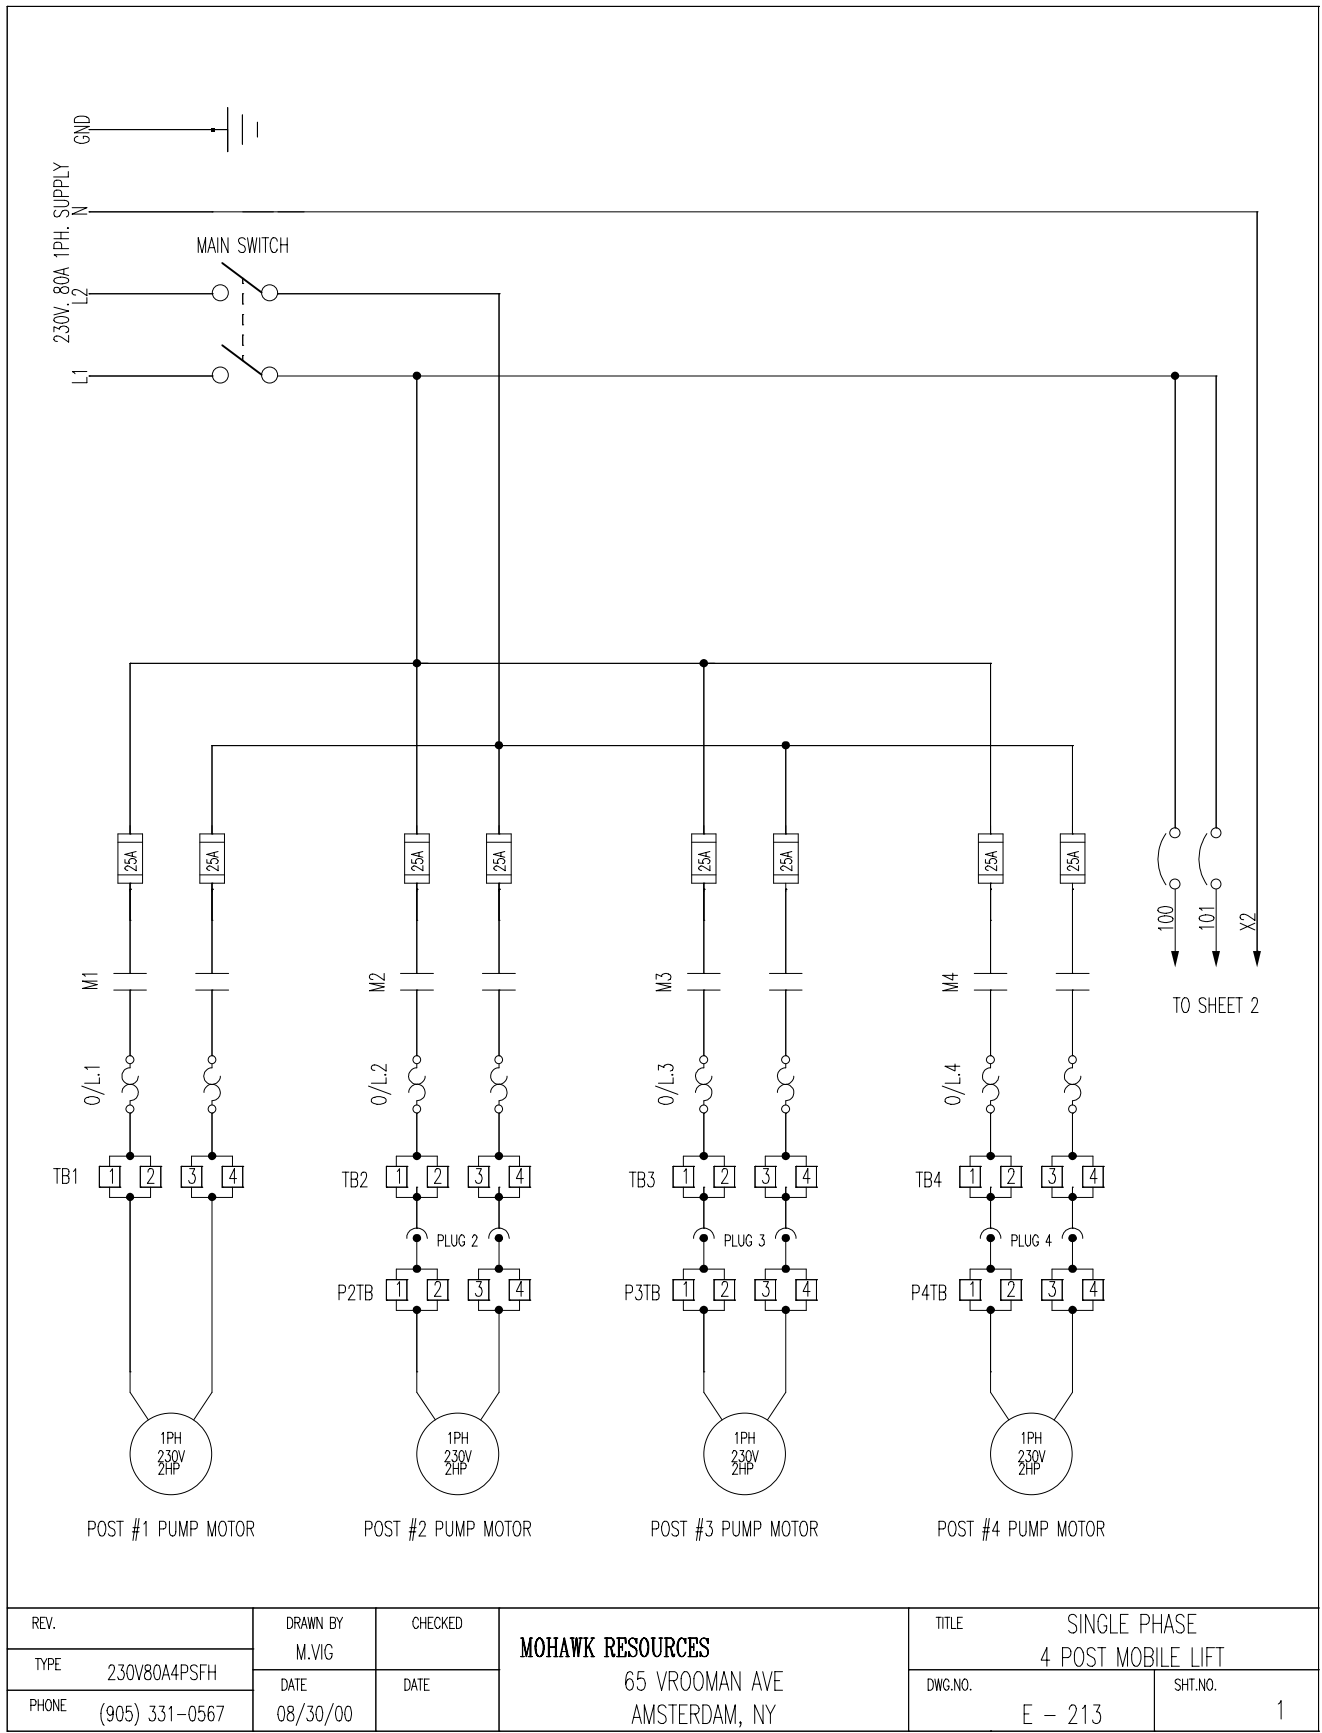 GND
230V. 80A 1PH. SUPPLY
N
MAIN SWITCH
L2
L1
25A 25A 25A 25A 25A 25A 25A 25A
100 101 X2
M1 M2 M3 M4
TO SHEET 2
O/L.1 O/L.2 O/L.3 O/L.4
TB1 1 2 3 4 TB2 1 2 3 4 TB3 1 2 3 4 TB4 1 2 3 4
PLUG 2 PLUG 3 PLUG 4
P2TB 1 2 3 4 P3TB 1 2 3 4 P4TB 1 2 3 4
1PH 1PH 1PH 1PH
230V 230V 230V 230V
2HP 2HP 2HP 2HP
POST #1 PUMP MOTOR POST #2 PUMP MOTOR POST #3 PUMP MOTOR POST #4 PUMP MOTOR
REV.
TYPE 230V80A4PSFH
PHONE (905) 331-0567
DRAWN BY
M.VIG
DATE
08/30/00
CHECKED
DATE
MOHAWK RESOURCES
65 VROOMAN AVE
AMSTERDAM, NY
TITLE SINGLE PHASE
4 POST MOBILE LIFT
DWG.NO.
E - 213
SHT.NO.
1